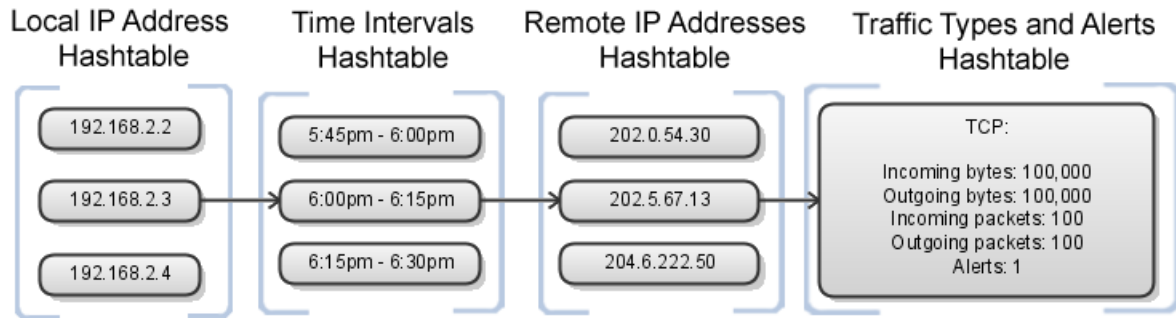 Local IP Address
Hashtable
Time Intervals
Hashtable
Remote IP Addresses
Hashtable
Traffic Types and Alerts
Hashtable
192.168.2.2
192.168.2.3
192.168.2.4
5:45pm - 6:00pm
6:00pm - 6:15pm
6:15pm - 6:30pm
202.0.54.30
202.5.67.13
204.6.222.50
TCP:
Incoming bytes: 100,000
Outgoing bytes: 100,000
Incoming packets: 100
Outgoing packets: 100
Alerts: 1